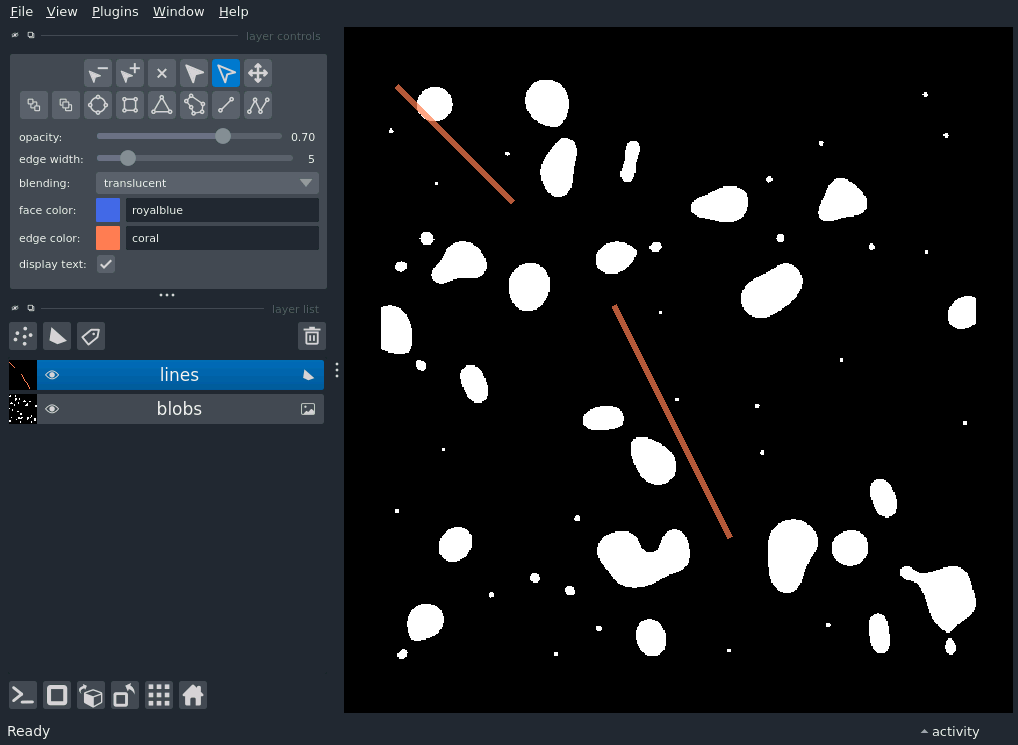 File View Plugins Window Help
layer controls
opacity: 0.70
edge width: 5
blending: translucent
face color: royalblue
edge color: coral
display text:
layer list
lines
blobs
Ready
activity